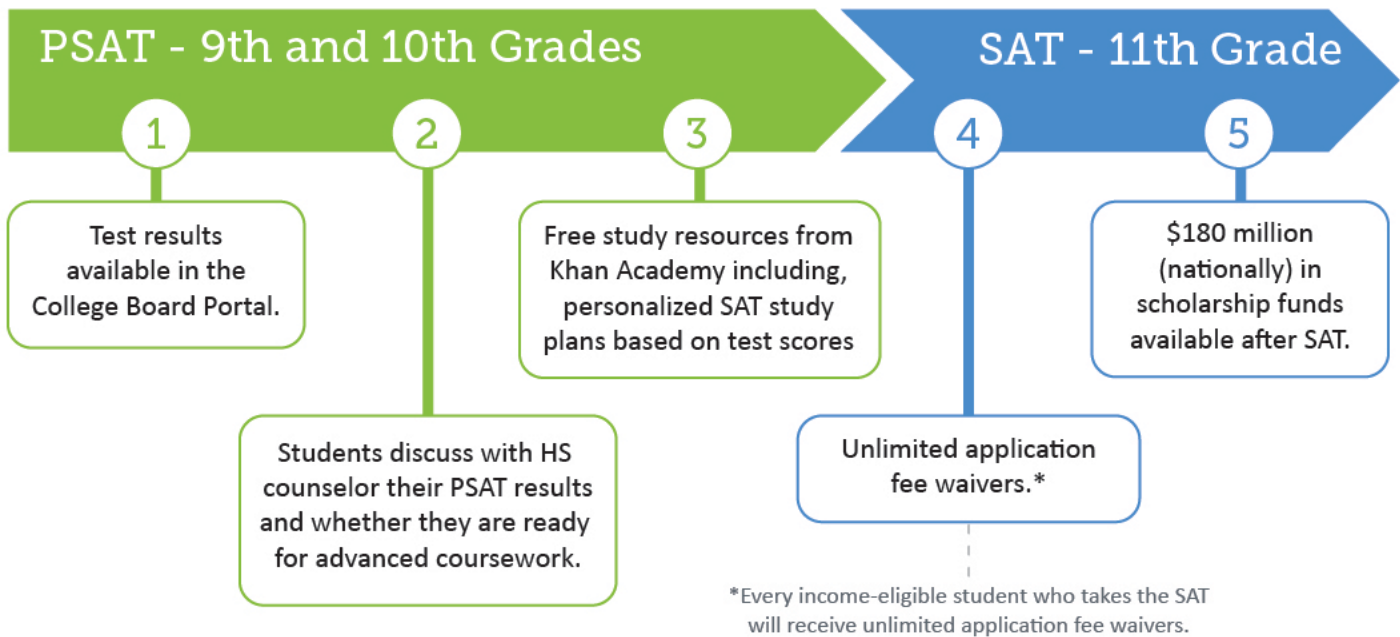 PSAT - 9th and 10th Grades
SAT - 11th Grade
1
2
3
4
5
Test results
available in the
College Board Portal.
Students discuss with HS
counselor their PSAT results
and whether they are ready
for advanced coursework.
Free study resources from
Khan Academy including,
personalized SAT study
plans based on test scores
Unlimited application
fee waivers.*
*Every income-eligible student who takes the SAT
will receive unlimited application fee waivers.
$180 million
(nationally) in
scholarship funds
available after SAT.